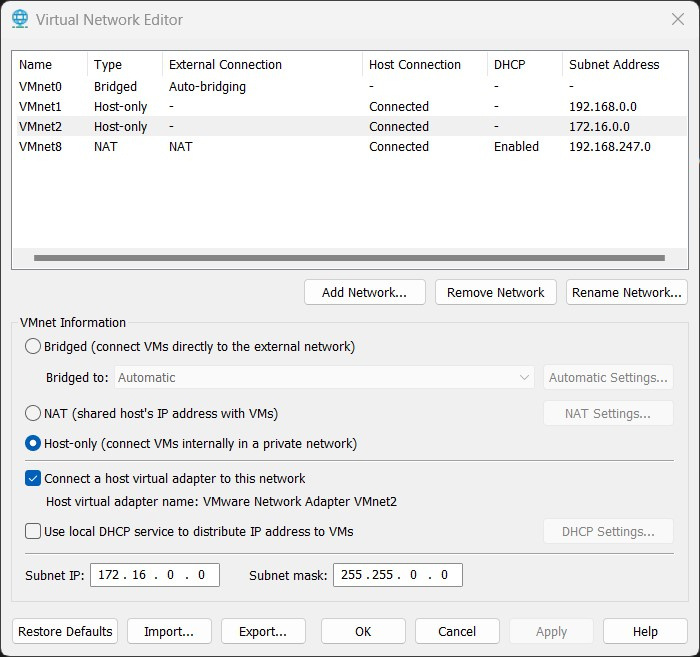 Virtual Network Editor
Name Type External Connection Host Connection DHCP Subnet Address
VMnet0 Bridged Auto-bridging - - -
VMnet1 Host-only - Connected - 192.168.0.0
VMnet2 Host-only - Connected - 172.16.0.0
VMnet8 NAT NAT Connected Enabled 192.168.247.0
Add Network... Remove Network Rename Network...
VMnet Information
Bridged (connect VMs directly to the external network)
Bridged to: Automatic Automatic Settings...
NAT (shared host's IP address with VMs) NAT Settings...
Host-only (connect VMs internally in a private network)
Connect a host virtual adapter to this network
Host virtual adapter name: VMware Network Adapter VMnet2
Use local DHCP service to distribute IP address to VMs DHCP Settings...
Subnet IP: 172 . 16 . 0 . 0 Subnet mask: 255 . 255 . 0 . 0
Restore Defaults Import... Export... OK Cancel Apply Help